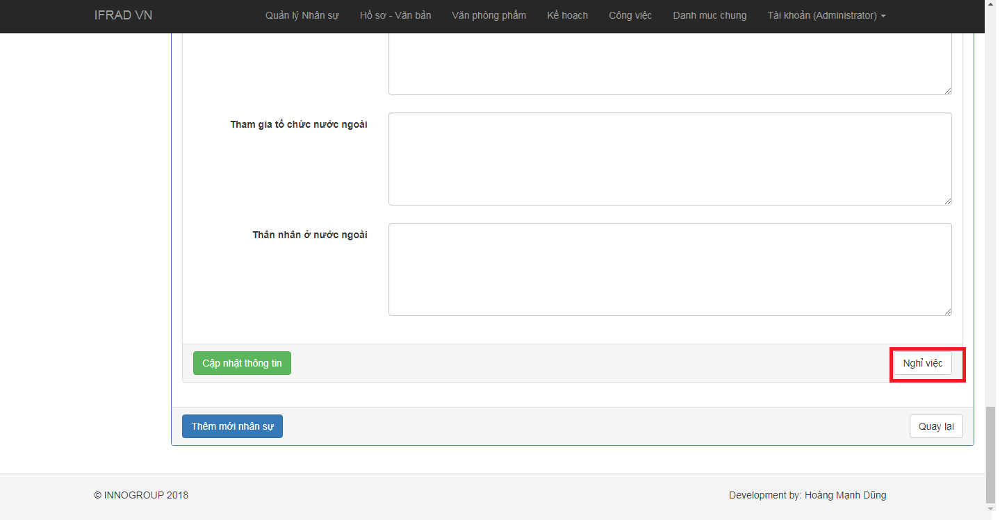 IFRAD VN Quản lý Nhân sự Hồ sơ - Văn bản Văn phòng phẩm Kế hoạch Công việc Danh muc chung Tài khoản (Administrator)
Tham gia tổ chức nước ngoài
Thân nhân ở nước ngoài
Cập nhật thông tin Nghỉ việc
Thêm mới nhân sự Quay lại
© INNOGROUP 2018 Development by: Hoàng Mạnh Dũng